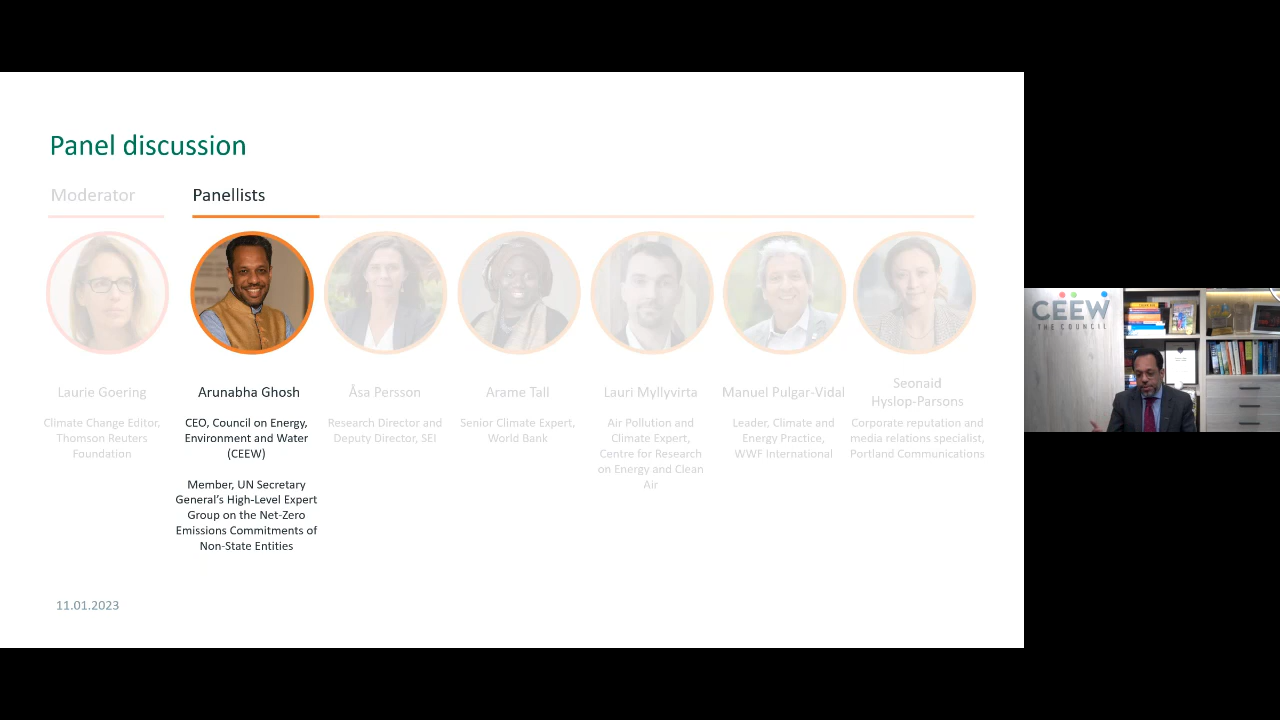 Panel discussion
Moderator
Panellists
Laurie Goering
Climate Change Editor,
Thomson Reuters
Foundation
Arunabha Ghosh
CEO, Council on Energy,
Environment and Water
(CEEW)
Member, UN Secretary
General's High-Level Expert
Group on the Net-Zero
Emissions Commitments of
Non-State Entities
Åsa Persson
Research Director and
Deputy Director, SEI
Arame Tall
Senior Climate Expert,
World Bank
Lauri Myllyvirta
Air Pollution and
Climate Expert,
Centre for Research
on Energy and Clean
Air
Manuel Pulgar-Vidal
Leader, Climate and
Energy Practice,
WWF International
Seonaid
Hyslop-Parsons
Corporate reputation and
media relations specialist,
Portland Communications
11.01.2023
CEEW
THE COUNCIL